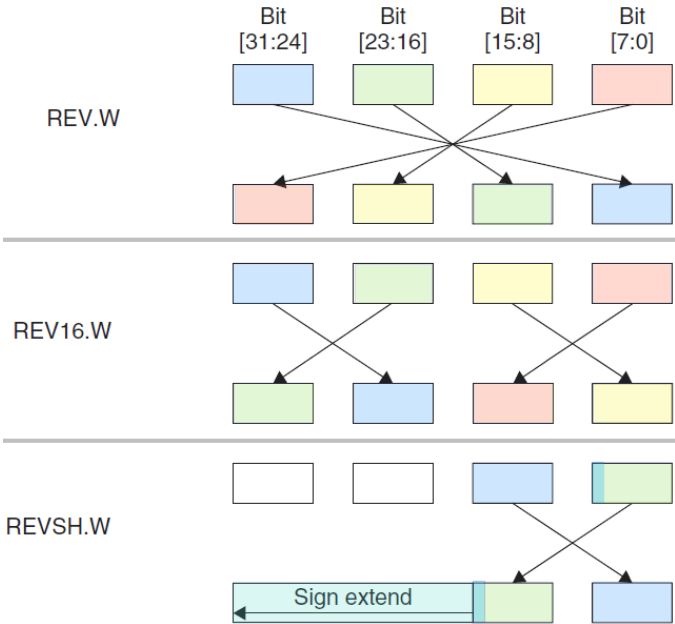 Bit Bit Bit Bit
[31:24] [23:16] [15:8] [7:0]
REV.W
REV16.W
REVSH.W
Sign extend